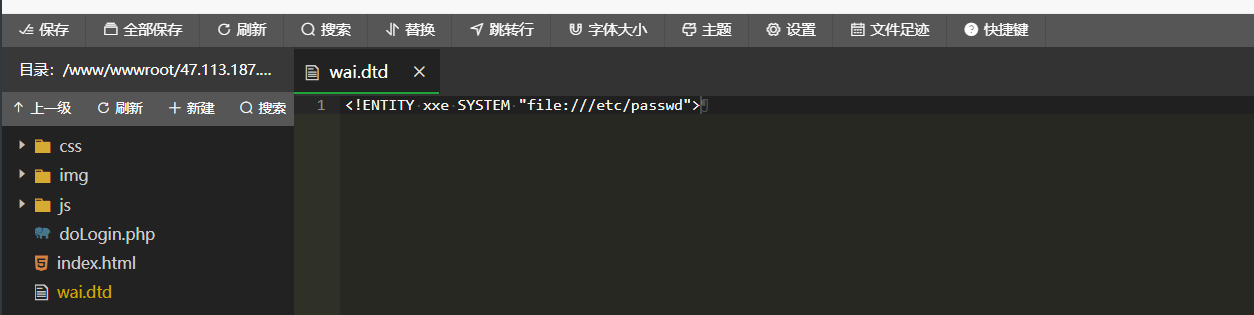 保存 全部保存 刷新 搜索 替换 跳转行 字体大小 主题 设置 文件足迹 快捷键
目录：/www/wwwroot/47.113.187....
wai.dtd
上一级 刷新 新建 搜索
1 <!ENTITY xxe SYSTEM "file:///etc/passwd">
css
img
js
doLogin.php
index.html
wai.dtd